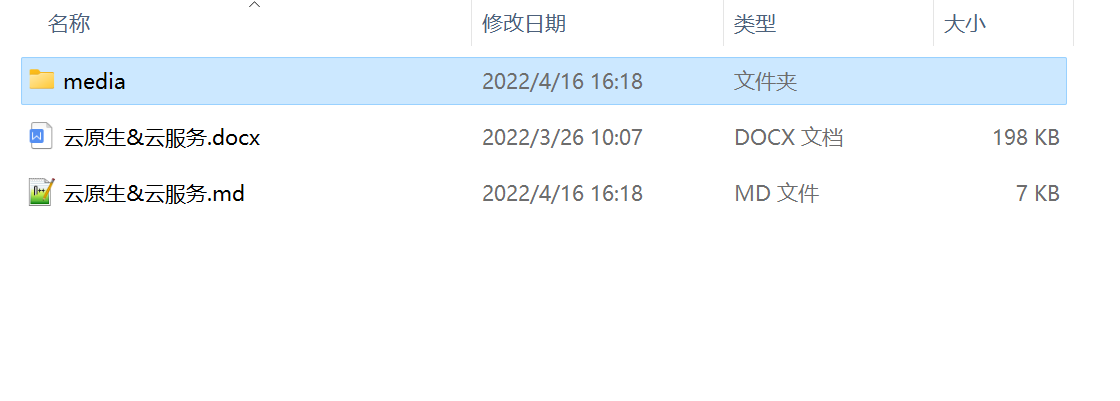 名称 修改日期 类型 大小
media 2022/4/16 16:18 文件夹
云原生&云服务.docx 2022/3/26 10:07 DOCX 文档 198 KB
云原生&云服务.md 2022/4/16 16:18 MD 文件 7 KB